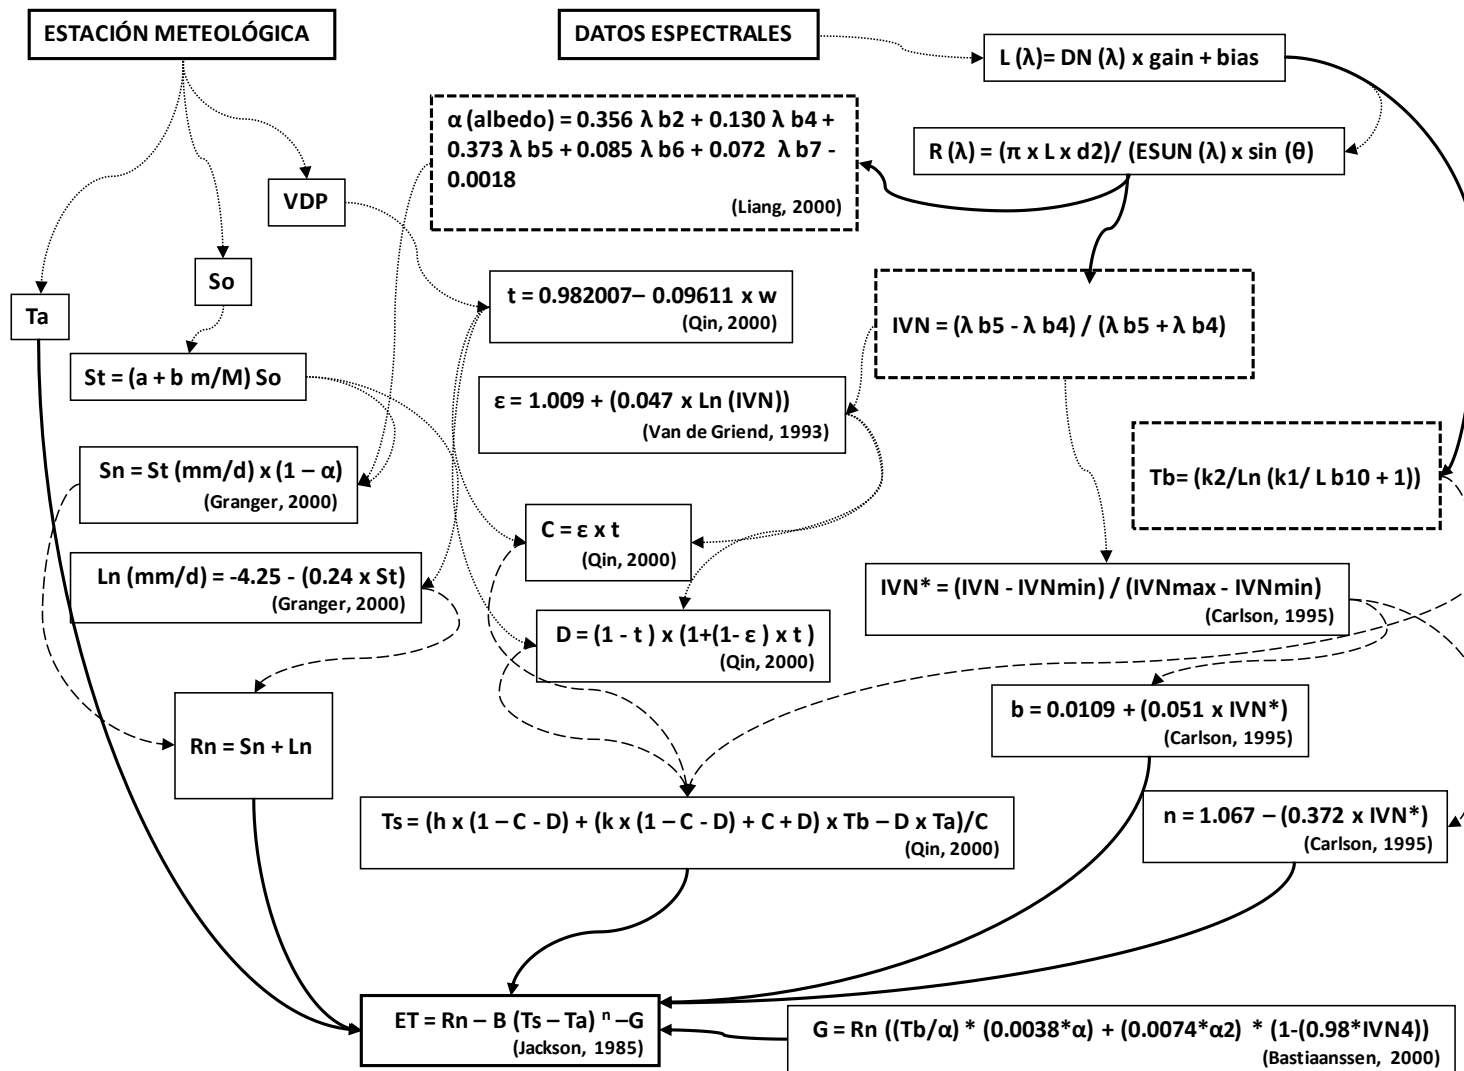 ESTACIÓN METEOLÓGICA
DATOS ESPECTRALES
L (λ)= DN (λ) x gain + bias
α (albedo) = 0.356 λ b2 + 0.130 λ b4 +
0.373 λ b5 + 0.085 λ b6 + 0.072 λ b7 -
0.0018
(Liang, 2000)
R (λ) = (π x L x d2)/ (ESUN (λ) x sin (θ)
VDP
So
Ta
t = 0.982007– 0.09611 x w
(Qin, 2000)
IVN = (λ b5 - λ b4) / (λ b5 + λ b4)
St = (a + b m/M) So
ε = 1.009 + (0.047 x Ln (IVN))
(Van de Griend, 1993)
Sn = St (mm/d) x (1 – α)
(Granger, 2000)
Tb= (k2/Ln (k1/ L b10 + 1))
C = ε x t
(Qin, 2000)
Ln (mm/d) = -4.25 - (0.24 x St)
(Granger, 2000)
IVN* = (IVN - IVNmin) / (IVNmax - IVNmin)
(Carlson, 1995)
D = (1 - t ) x (1+(1- ε ) x t )
(Qin, 2000)
b = 0.0109 + (0.051 x IVN*)
(Carlson, 1995)
Rn = Sn + Ln
Ts = (h x (1 – C - D) + (k x (1 – C - D) + C + D) x Tb – D x Ta)/C
(Qin, 2000)
n = 1.067 – (0.372 x IVN*)
(Carlson, 1995)
ET = Rn – B (Ts – Ta) ⁿ –G
(Jackson, 1985)
G = Rn ((Tb/α) * (0.0038*α) + (0.0074*α2) * (1-(0.98*IVN4))
(Bastiaanssen, 2000)